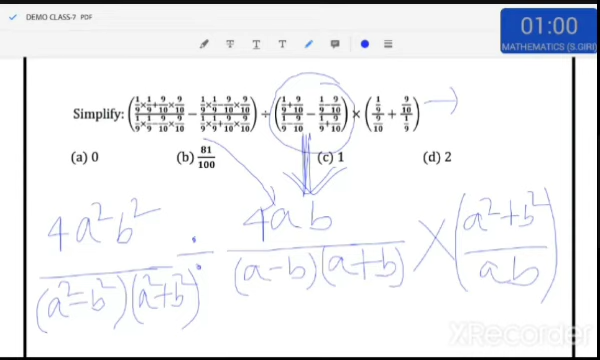 DEMO CLASS-7 PDF
01:00
MATHEMATICS (S.GIRI)
Simplify: ((1/9×1/9+9/10×9/10)/(1/9×1/9−9/10×9/10) − (1/9×1/9−9/10×9/10)/(1/9×1/9+9/10×9/10)) ÷ ((1/9+9/10)/(1/9−9/10) − (1/9−9/10)/(1/9+9/10)) × ((1/9)/(9/10) + (9/10)/(1/9))
(a) 0 (b) 81/100 (c) 1 (d) 2
4a²b²/(a²−b²)(a²+b²) ÷ 4ab/(a−b)(a+b) × (a²+b²/ab)
XRecorder